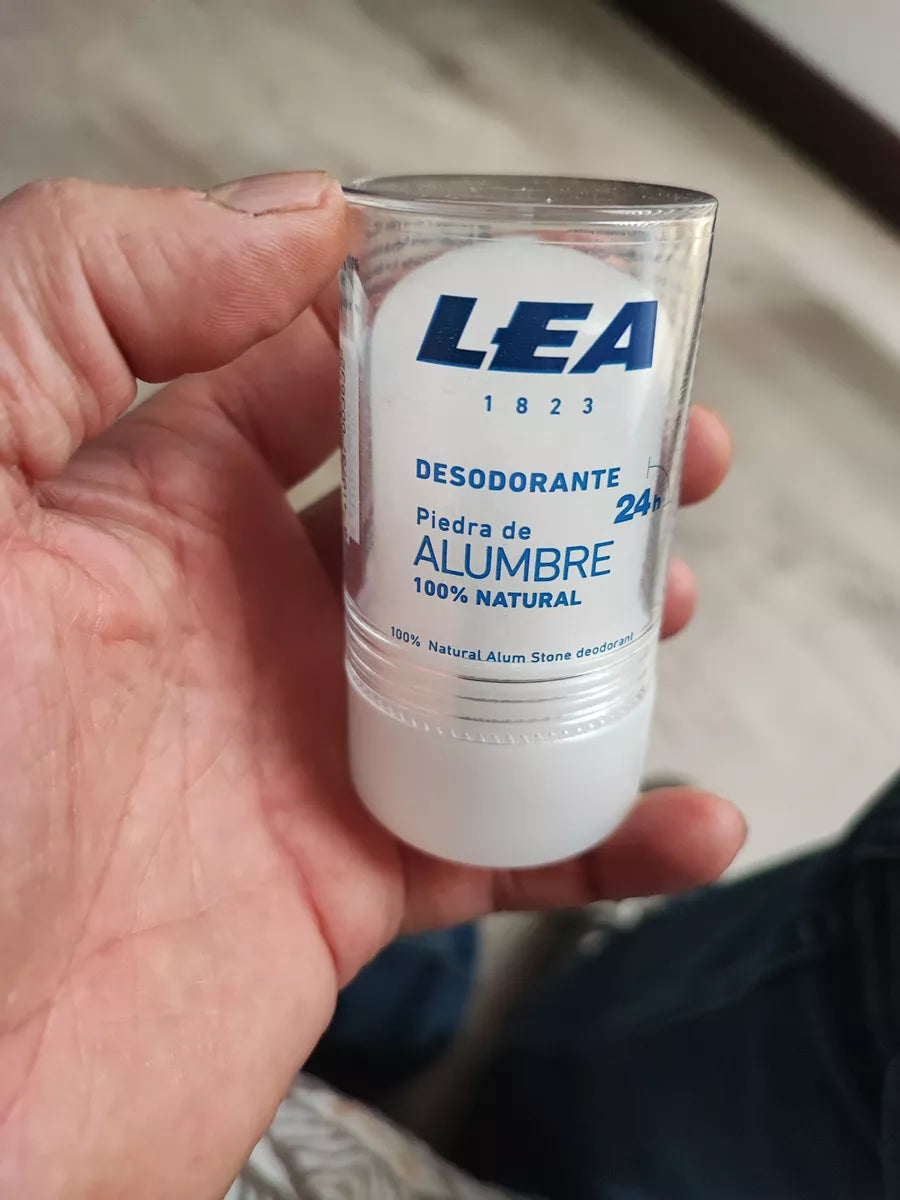 LEA
1823
DESODORANTE
24h
Piedra de
ALUMBRE
100% NATURAL
100% Natural Alum Stone deodorant